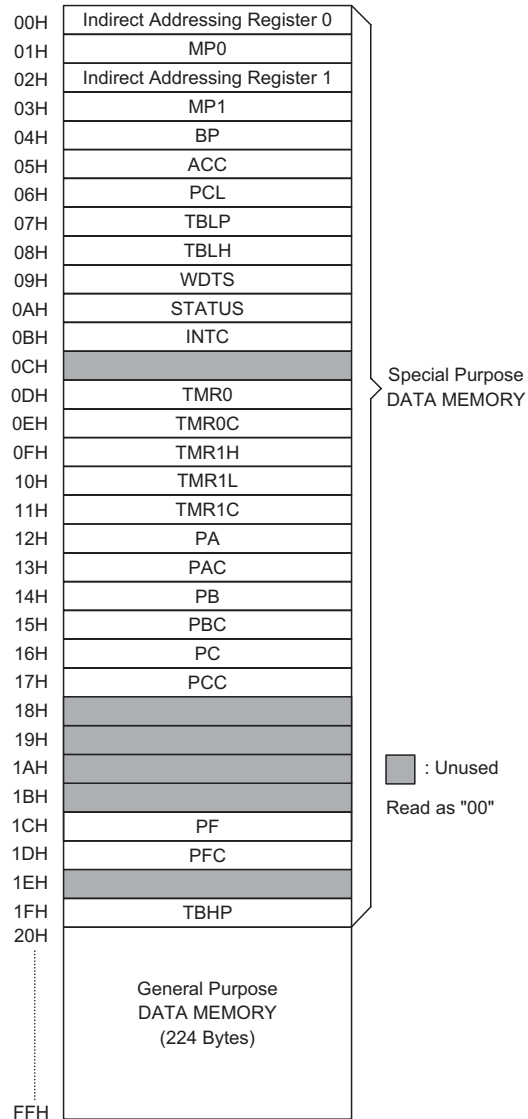 00H Indirect Addressing Register 0
01H MP0
02H Indirect Addressing Register 1
03H MP1
04H BP
05H ACC
06H PCL
07H TBLP
08H TBLH
09H WDTS
0AH STATUS
0BH INTC
0CH
0DH TMR0
0EH TMR0C
0FH TMR1H
10H TMR1L
11H TMR1C
12H PA
13H PAC
14H PB
15H PBC
16H PC
17H PCC
18H
19H
1AH
1BH
1CH PF
1DH PFC
1EH
1FH TBHP
20H
General Purpose
DATA MEMORY
(224 Bytes)
FFH
Special Purpose
DATA MEMORY
: Unused
Read as "00"